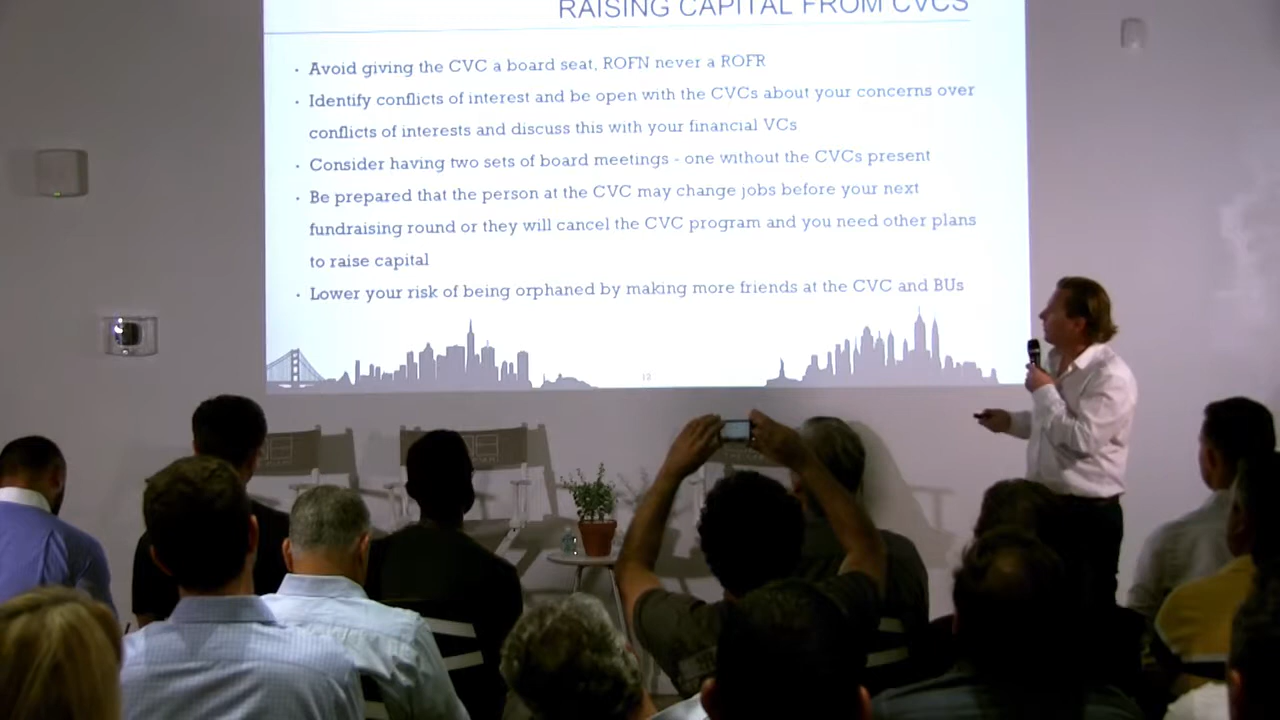 RAISING CAPITAL FROM CVCS
· Avoid giving the CVC a board seat, ROFN never a ROFR
· Identify conflicts of interest and be open with the CVCs about your concerns over
conflicts of interests and discuss this with your financial VCs
· Consider having two sets of board meetings - one without the CVCs present
· Be prepared that the person at the CVC may change jobs before your next
fundraising round or they will cancel the CVC program and you need other plans
to raise capital
· Lower your risk of being orphaned by making more friends at the CVC and BUs